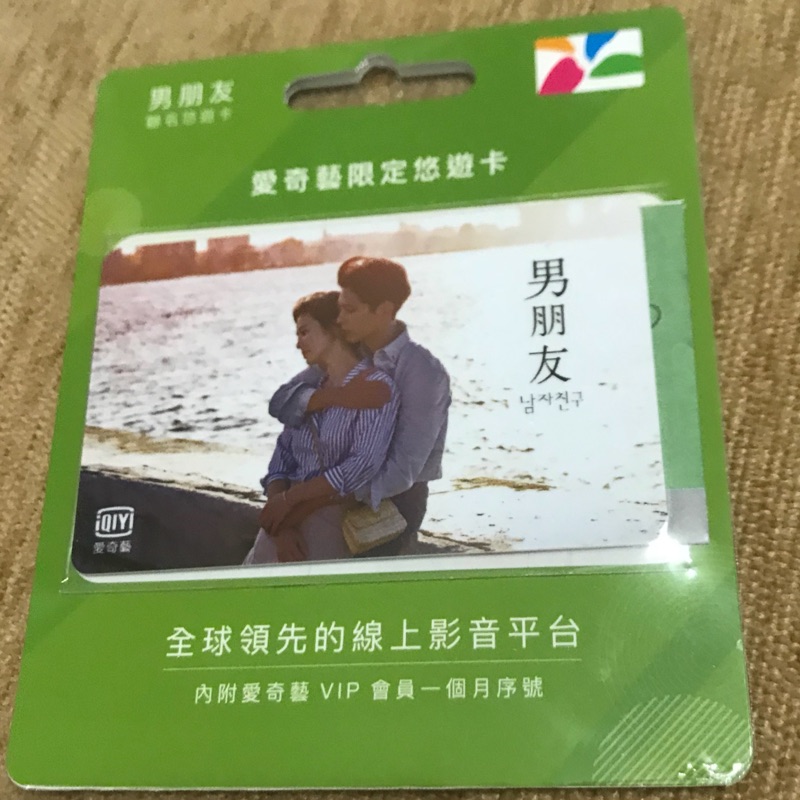 男朋友
聯名悠遊卡
愛奇藝限定悠遊卡
男朋友
남자친구
iQIYI
愛奇藝
全球領先的線上影音平台
內附愛奇藝 VIP 會員一個月序號